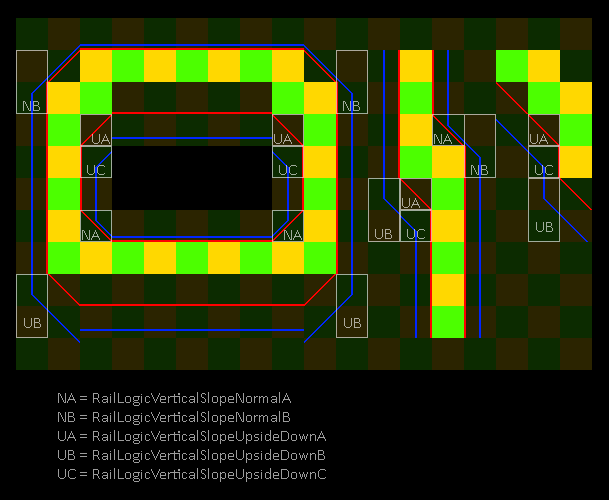 NB NB
UA UA NA UA
UC UC NB UC
UA
NA NA UB UC UB
UB UB
NA = RailLogicVerticalSlopeNormalA
NB = RailLogicVerticalSlopeNormalB
UA = RailLogicVerticalSlopeUpsideDownA
UB = RailLogicVerticalSlopeUpsideDownB
UC = RailLogicVerticalSlopeUpsideDownC